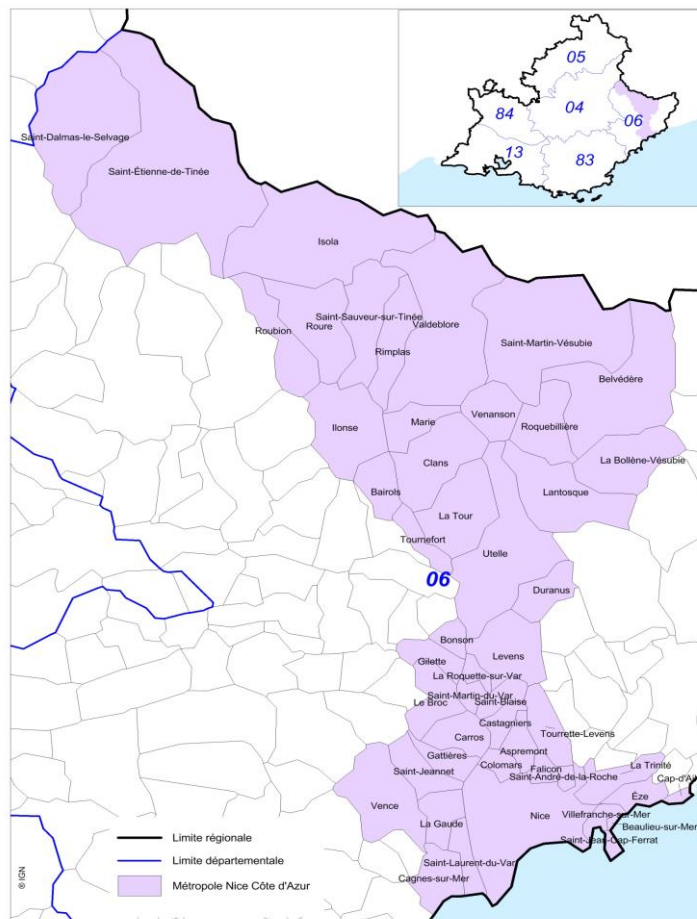 05
04
84
06
13
83
Saint-Dalmas-le-Selvage
Saint-Étienne-de-Tinée
Isola
Saint-Sauveur-sur-Tinée
Roubion
Roure
Valdeblore
Rimplas
Saint-Martin-Vésubie
Belvédère
Ilonse
Marie
Venanson
Roquebillière
Clans
La Bollène-Vésubie
Bairols
Lantosque
La Tour
Tournefort
Utelle
06
Duranus
Bonson
Gilette
Levens
La Roquette-sur-Var
Saint-Martin-du-Var
Le Broc
Saint-Blaise
Castagniers
Carros
Tourrette-Levens
Gattières
Aspremont
Saint-Jeannet
Colomars
Falicon
La Trinité
Saint-André-de-la-Roche
Cap-d'Ail
Èze
Vence
La Gaude
Nice
Villefranche-sur-Mer
Beaulieu-sur-Mer
Saint-Jean-Cap-Ferrat
Saint-Laurent-du-Var
Cagnes-sur-Mer
Limite régionale
Limite départementale
Métropole Nice Côte d'Azur
© IGN